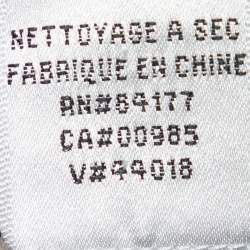 NETTOYAGE A SEC
FABRIQUE EN CHINE
RN#84177
CA#00985
V#44018